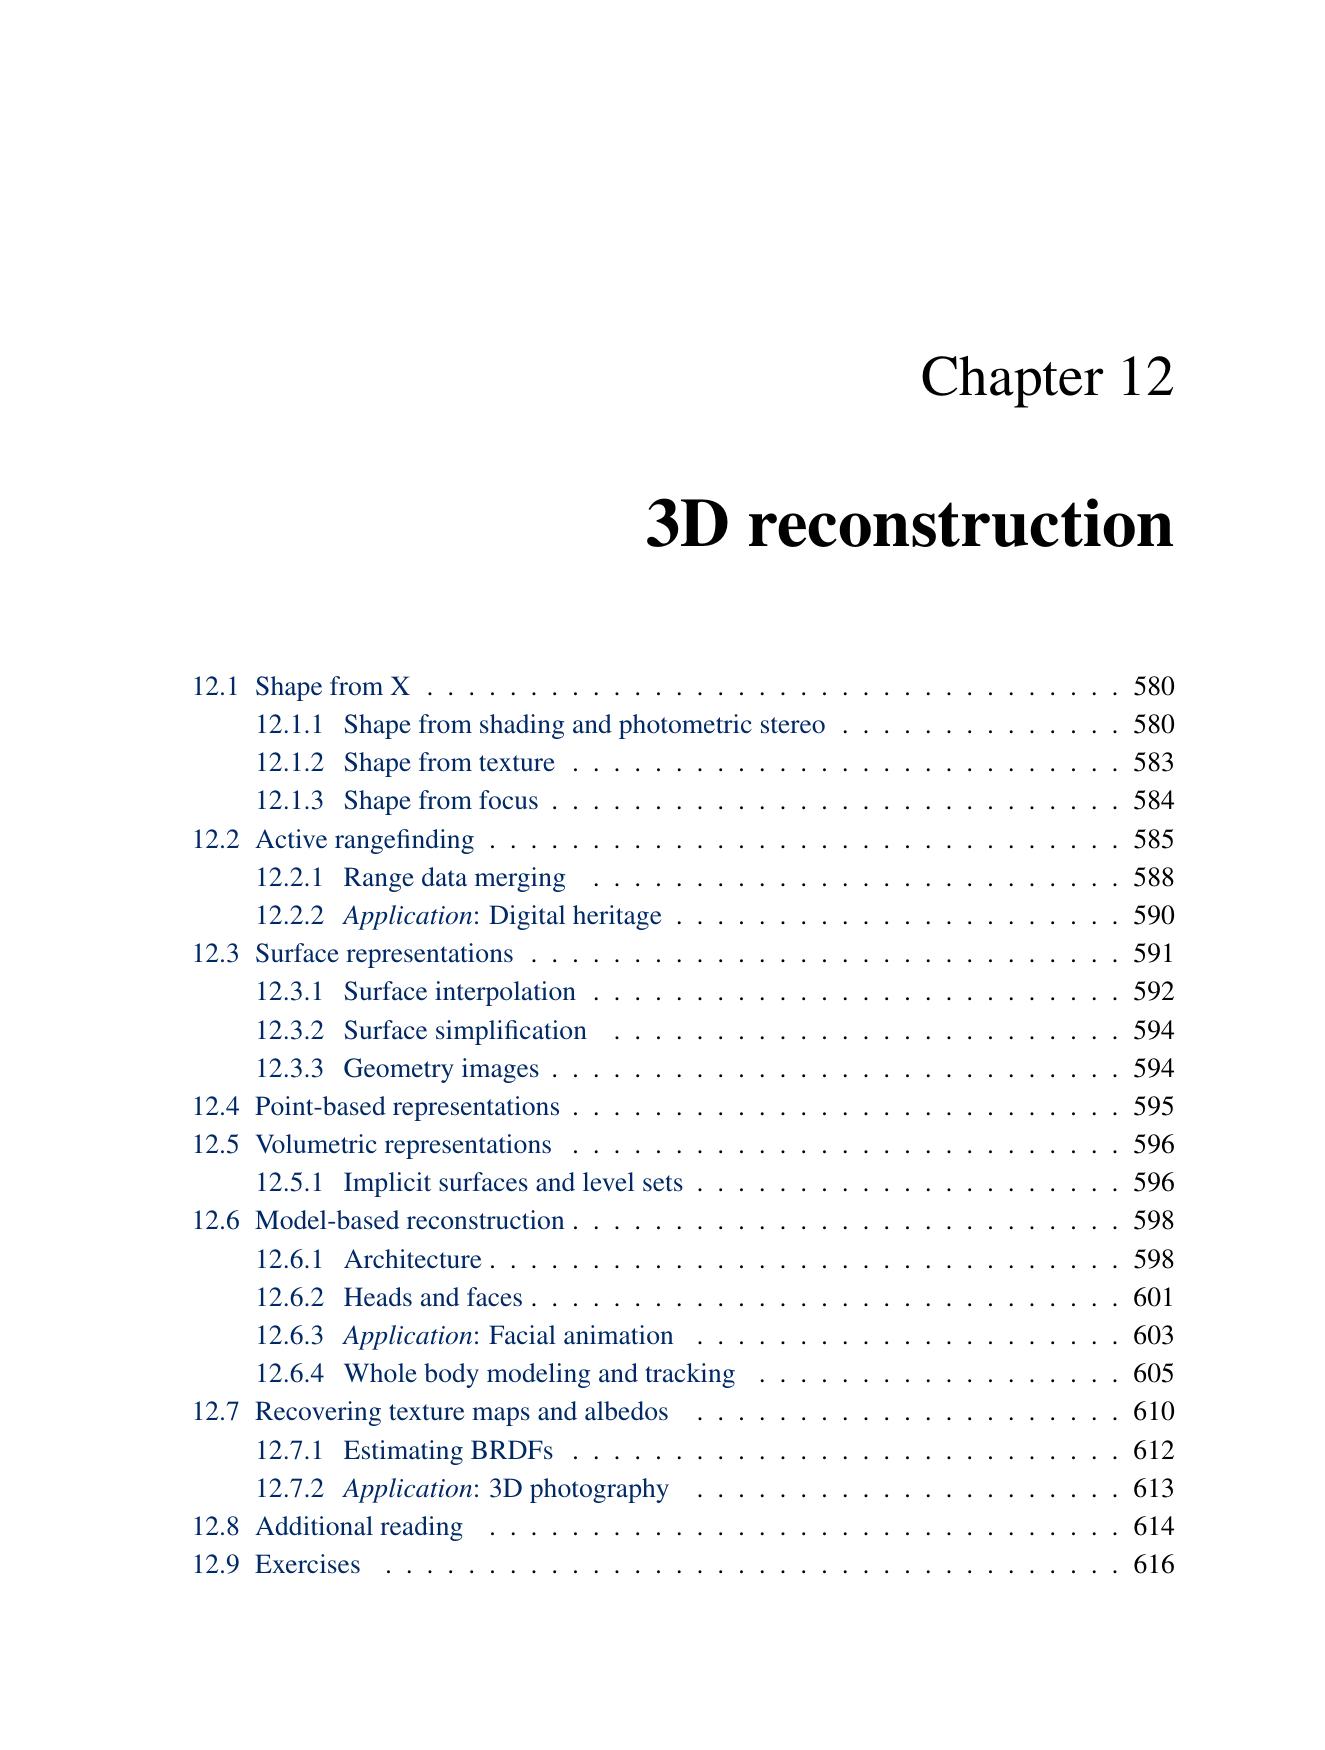 Chapter 12
3D reconstruction
12.1 Shape from X . . . . . . . . . . . . . . . . . . . . . . . . . . . . . . . . . . 580
12.1.1 Shape from shading and photometric stereo . . . . . . . . . . . . . . 580
12.1.2 Shape from texture . . . . . . . . . . . . . . . . . . . . . . . . . . . 583
12.1.3 Shape from focus . . . . . . . . . . . . . . . . . . . . . . . . . . . . 584
12.2 Active rangefinding . . . . . . . . . . . . . . . . . . . . . . . . . . . . . . . 585
12.2.1 Range data merging . . . . . . . . . . . . . . . . . . . . . . . . . . 588
12.2.2 Application: Digital heritage . . . . . . . . . . . . . . . . . . . . . . 590
12.3 Surface representations . . . . . . . . . . . . . . . . . . . . . . . . . . . . . 591
12.3.1 Surface interpolation . . . . . . . . . . . . . . . . . . . . . . . . . . 592
12.3.2 Surface simplification . . . . . . . . . . . . . . . . . . . . . . . . . 594
12.3.3 Geometry images . . . . . . . . . . . . . . . . . . . . . . . . . . . . 594
12.4 Point-based representations . . . . . . . . . . . . . . . . . . . . . . . . . . . 595
12.5 Volumetric representations . . . . . . . . . . . . . . . . . . . . . . . . . . . 596
12.5.1 Implicit surfaces and level sets . . . . . . . . . . . . . . . . . . . . . 596
12.6 Model-based reconstruction . . . . . . . . . . . . . . . . . . . . . . . . . . . 598
12.6.1 Architecture . . . . . . . . . . . . . . . . . . . . . . . . . . . . . . . 598
12.6.2 Heads and faces . . . . . . . . . . . . . . . . . . . . . . . . . . . . . 601
12.6.3 Application: Facial animation . . . . . . . . . . . . . . . . . . . . . 603
12.6.4 Whole body modeling and tracking . . . . . . . . . . . . . . . . . . 605
12.7 Recovering texture maps and albedos . . . . . . . . . . . . . . . . . . . . . 610
12.7.1 Estimating BRDFs . . . . . . . . . . . . . . . . . . . . . . . . . . . 612
12.7.2 Application: 3D photography . . . . . . . . . . . . . . . . . . . . . 613
12.8 Additional reading . . . . . . . . . . . . . . . . . . . . . . . . . . . . . . . 614
12.9 Exercises . . . . . . . . . . . . . . . . . . . . . . . . . . . . . . . . . . . . 616